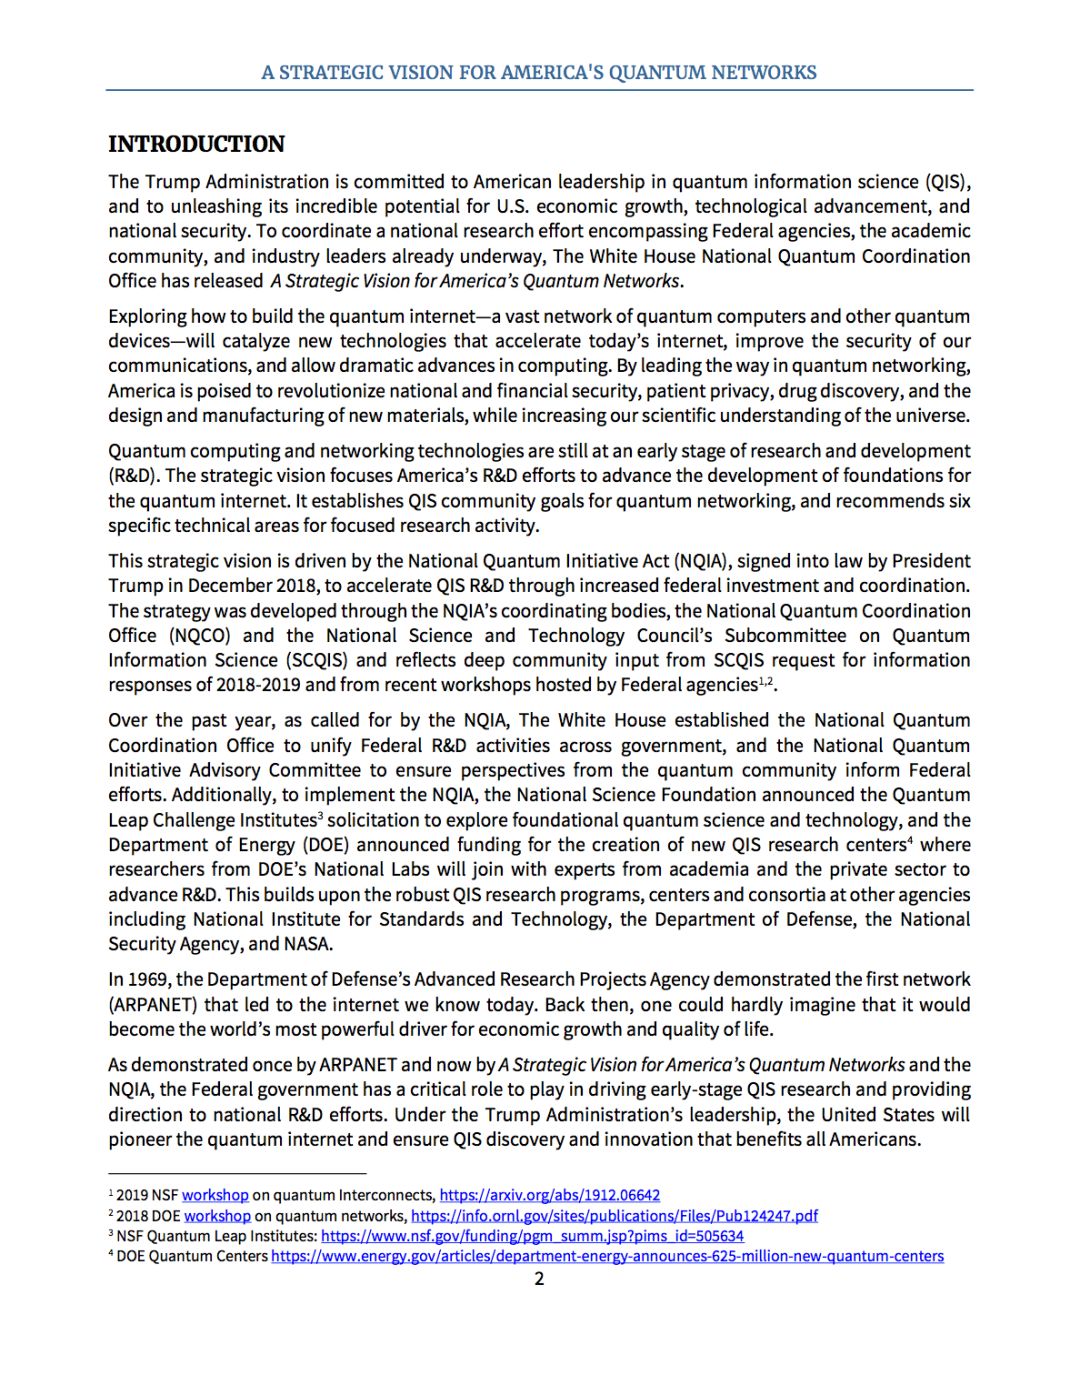 A STRATEGIC VISION FOR AMERICA'S QUANTUM NETWORKS
INTRODUCTION
The Trump Administration is committed to American leadership in quantum information science (QIS),
and to unleashing its incredible potential for U.S. economic growth, technological advancement, and
national security. To coordinate a national research effort encompassing Federal agencies, the academic
community, and industry leaders already underway, The White House National Quantum Coordination
Office has released A Strategic Vision for America’s Quantum Networks.
Exploring how to build the quantum internet—a vast network of quantum computers and other quantum
devices—will catalyze new technologies that accelerate today’s internet, improve the security of our
communications, and allow dramatic advances in computing. By leading the way in quantum networking,
America is poised to revolutionize national and financial security, patient privacy, drug discovery, and the
design and manufacturing of new materials, while increasing our scientific understanding of the universe.
Quantum computing and networking technologies are still at an early stage of research and development
(R&D). The strategic vision focuses America’s R&D efforts to advance the development of foundations for
the quantum internet. It establishes QIS community goals for quantum networking, and recommends six
specific technical areas for focused research activity.
This strategic vision is driven by the National Quantum Initiative Act (NQIA), signed into law by President
Trump in December 2018, to accelerate QIS R&D through increased federal investment and coordination.
The strategy was developed through the NQIA’s coordinating bodies, the National Quantum Coordination
Office (NQCO) and the National Science and Technology Council’s Subcommittee on Quantum
Information Science (SCQIS) and reflects deep community input from SCQIS request for information
responses of 2018-2019 and from recent workshops hosted by Federal agencies1,2.
Over the past year, as called for by the NQIA, The White House established the National Quantum
Coordination Office to unify Federal R&D activities across government, and the National Quantum
Initiative Advisory Committee to ensure perspectives from the quantum community inform Federal
efforts. Additionally, to implement the NQIA, the National Science Foundation announced the Quantum
Leap Challenge Institutes3 solicitation to explore foundational quantum science and technology, and the
Department of Energy (DOE) announced funding for the creation of new QIS research centers4 where
researchers from DOE’s National Labs will join with experts from academia and the private sector to
advance R&D. This builds upon the robust QIS research programs, centers and consortia at other agencies
including National Institute for Standards and Technology, the Department of Defense, the National
Security Agency, and NASA.
In 1969, the Department of Defense’s Advanced Research Projects Agency demonstrated the first network
(ARPANET) that led to the internet we know today. Back then, one could hardly imagine that it would
become the world’s most powerful driver for economic growth and quality of life.
As demonstrated once by ARPANET and now by A Strategic Vision for America’s Quantum Networks and the
NQIA, the Federal government has a critical role to play in driving early-stage QIS research and providing
direction to national R&D efforts. Under the Trump Administration’s leadership, the United States will
pioneer the quantum internet and ensure QIS discovery and innovation that benefits all Americans.
1 2019 NSF workshop on quantum Interconnects, https://arxiv.org/abs/1912.06642
2 2018 DOE workshop on quantum networks, https://info.ornl.gov/sites/publications/Files/Pub124247.pdf
3 NSF Quantum Leap Institutes: https://www.nsf.gov/funding/pgm_summ.jsp?pims_id=505634
4 DOE Quantum Centers https://www.energy.gov/articles/department-energy-announces-625-million-new-quantum-centers
2